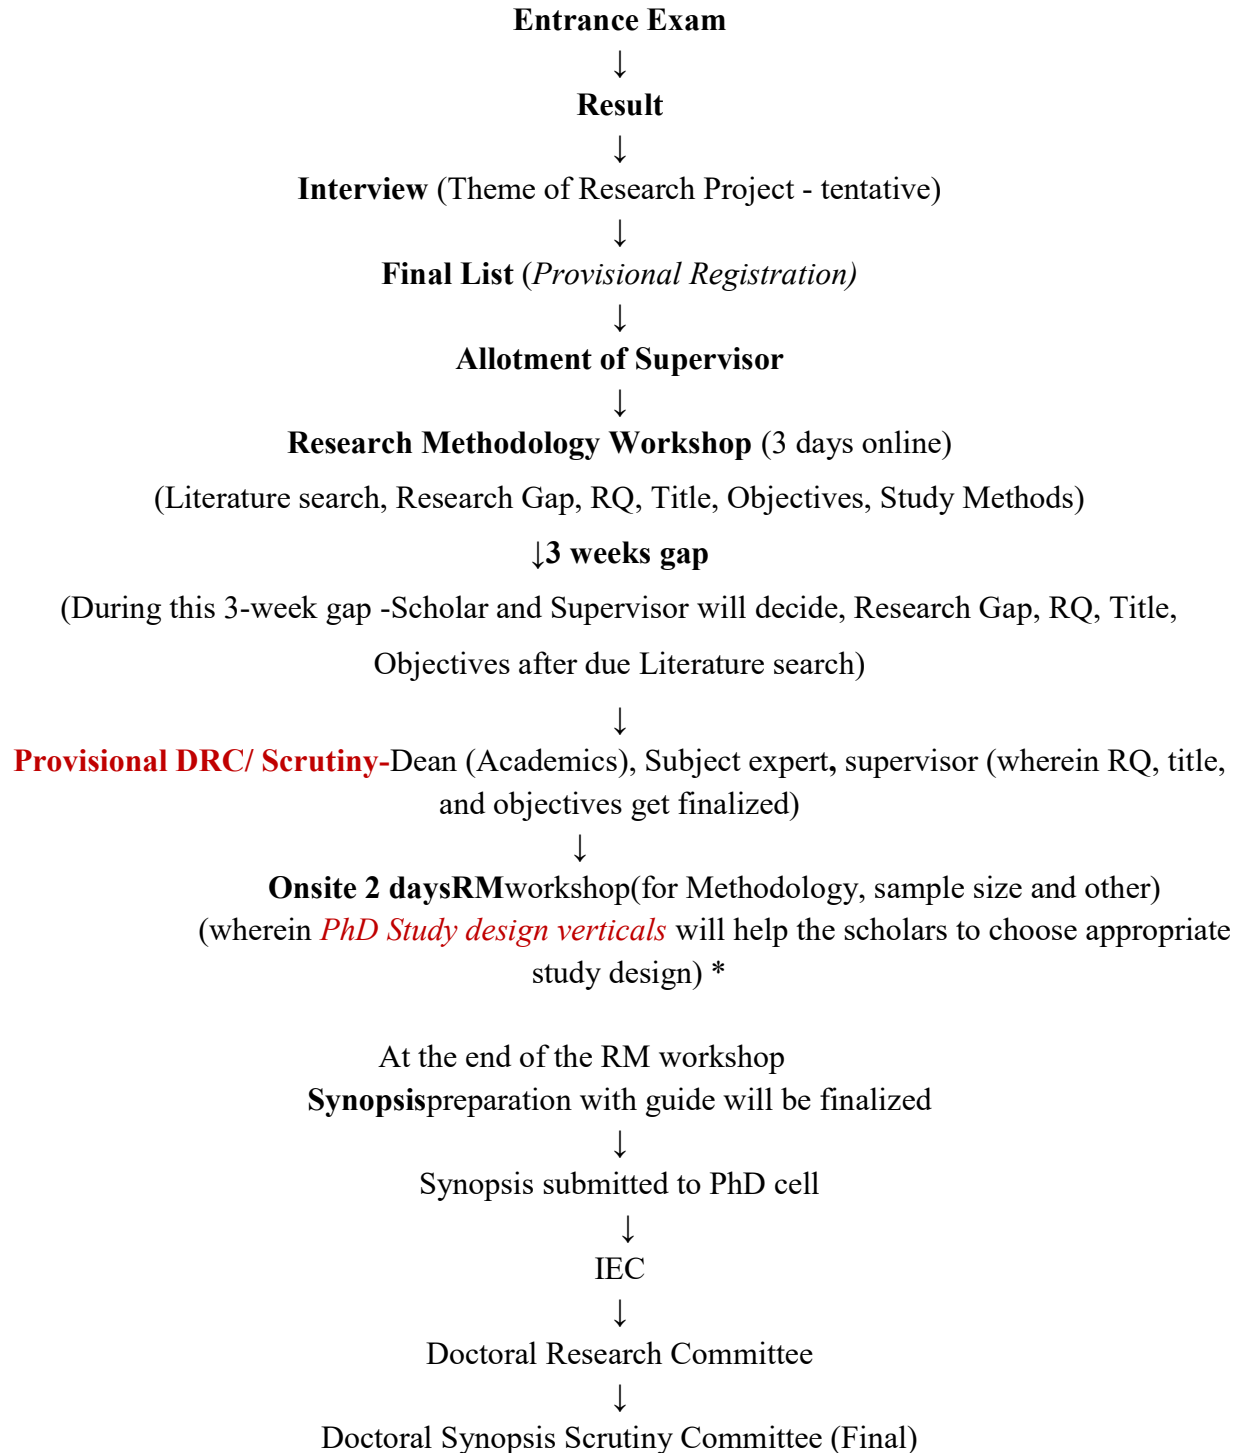 Entrance Exam
↓
Result
↓
Interview (Theme of Research Project - tentative)
↓
Final List (Provisional Registration)
↓
Allotment of Supervisor
↓
Research Methodology Workshop (3 days online)
(Literature search, Research Gap, RQ, Title, Objectives, Study Methods)
↓3 weeks gap
(During this 3-week gap -Scholar and Supervisor will decide, Research Gap, RQ, Title,
Objectives after due Literature search)
↓
Provisional DRC/ Scrutiny-Dean (Academics), Subject expert, supervisor (wherein RQ, title,
and objectives get finalized)
↓
Onsite 2 daysRMworkshop(for Methodology, sample size and other)
(wherein PhD Study design verticals will help the scholars to choose appropriate
study design) *
At the end of the RM workshop
Synopsispreparation with guide will be finalized
↓
Synopsis submitted to PhD cell
↓
IEC
↓
Doctoral Research Committee
↓
Doctoral Synopsis Scrutiny Committee (Final)